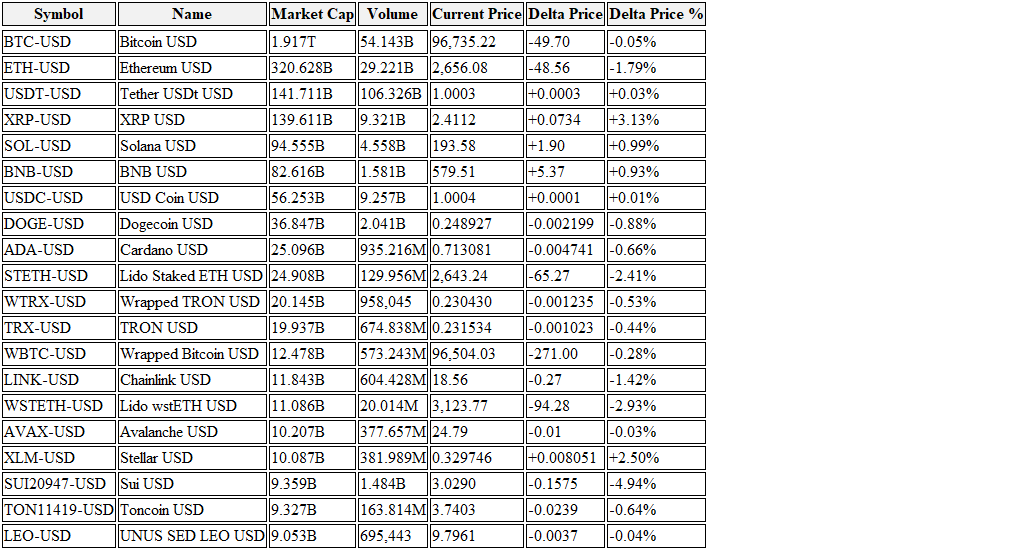 Symbol Name Market Cap Volume Current Price Delta Price Delta Price %
BTC-USD Bitcoin USD 1.917T 54.143B 96,735.22 -49.70 -0.05%
ETH-USD Ethereum USD 320.628B 29.221B 2,656.08 -48.56 -1.79%
USDT-USD Tether USDt USD 141.711B 106.326B 1.0003 +0.0003 +0.03%
XRP-USD XRP USD 139.611B 9.321B 2.4112 +0.0734 +3.13%
SOL-USD Solana USD 94.555B 4.558B 193.58 +1.90 +0.99%
BNB-USD BNB USD 82.616B 1.581B 579.51 +5.37 +0.93%
USDC-USD USD Coin USD 56.253B 9.257B 1.0004 +0.0001 +0.01%
DOGE-USD Dogecoin USD 36.847B 2.041B 0.248927 -0.002199 -0.88%
ADA-USD Cardano USD 25.096B 935.216M 0.713081 -0.004741 -0.66%
STETH-USD Lido Staked ETH USD 24.908B 129.956M 2,643.24 -65.27 -2.41%
WTRX-USD Wrapped TRON USD 20.145B 958,045 0.230430 -0.001235 -0.53%
TRX-USD TRON USD 19.937B 674.838M 0.231534 -0.001023 -0.44%
WBTC-USD Wrapped Bitcoin USD 12.478B 573.243M 96,504.03 -271.00 -0.28%
LINK-USD Chainlink USD 11.843B 604.428M 18.56 -0.27 -1.42%
WSTETH-USD Lido wstETH USD 11.086B 20.014M 3,123.77 -94.28 -2.93%
AVAX-USD Avalanche USD 10.207B 377.657M 24.79 -0.01 -0.03%
XLM-USD Stellar USD 10.087B 381.989M 0.329746 +0.008051 +2.50%
SUI20947-USD Sui USD 9.359B 1.484B 3.0290 -0.1575 -4.94%
TON11419-USD Toncoin USD 9.327B 163.814M 3.7403 -0.0239 -0.64%
LEO-USD UNUS SED LEO USD 9.053B 695,443 9.7961 -0.0037 -0.04%